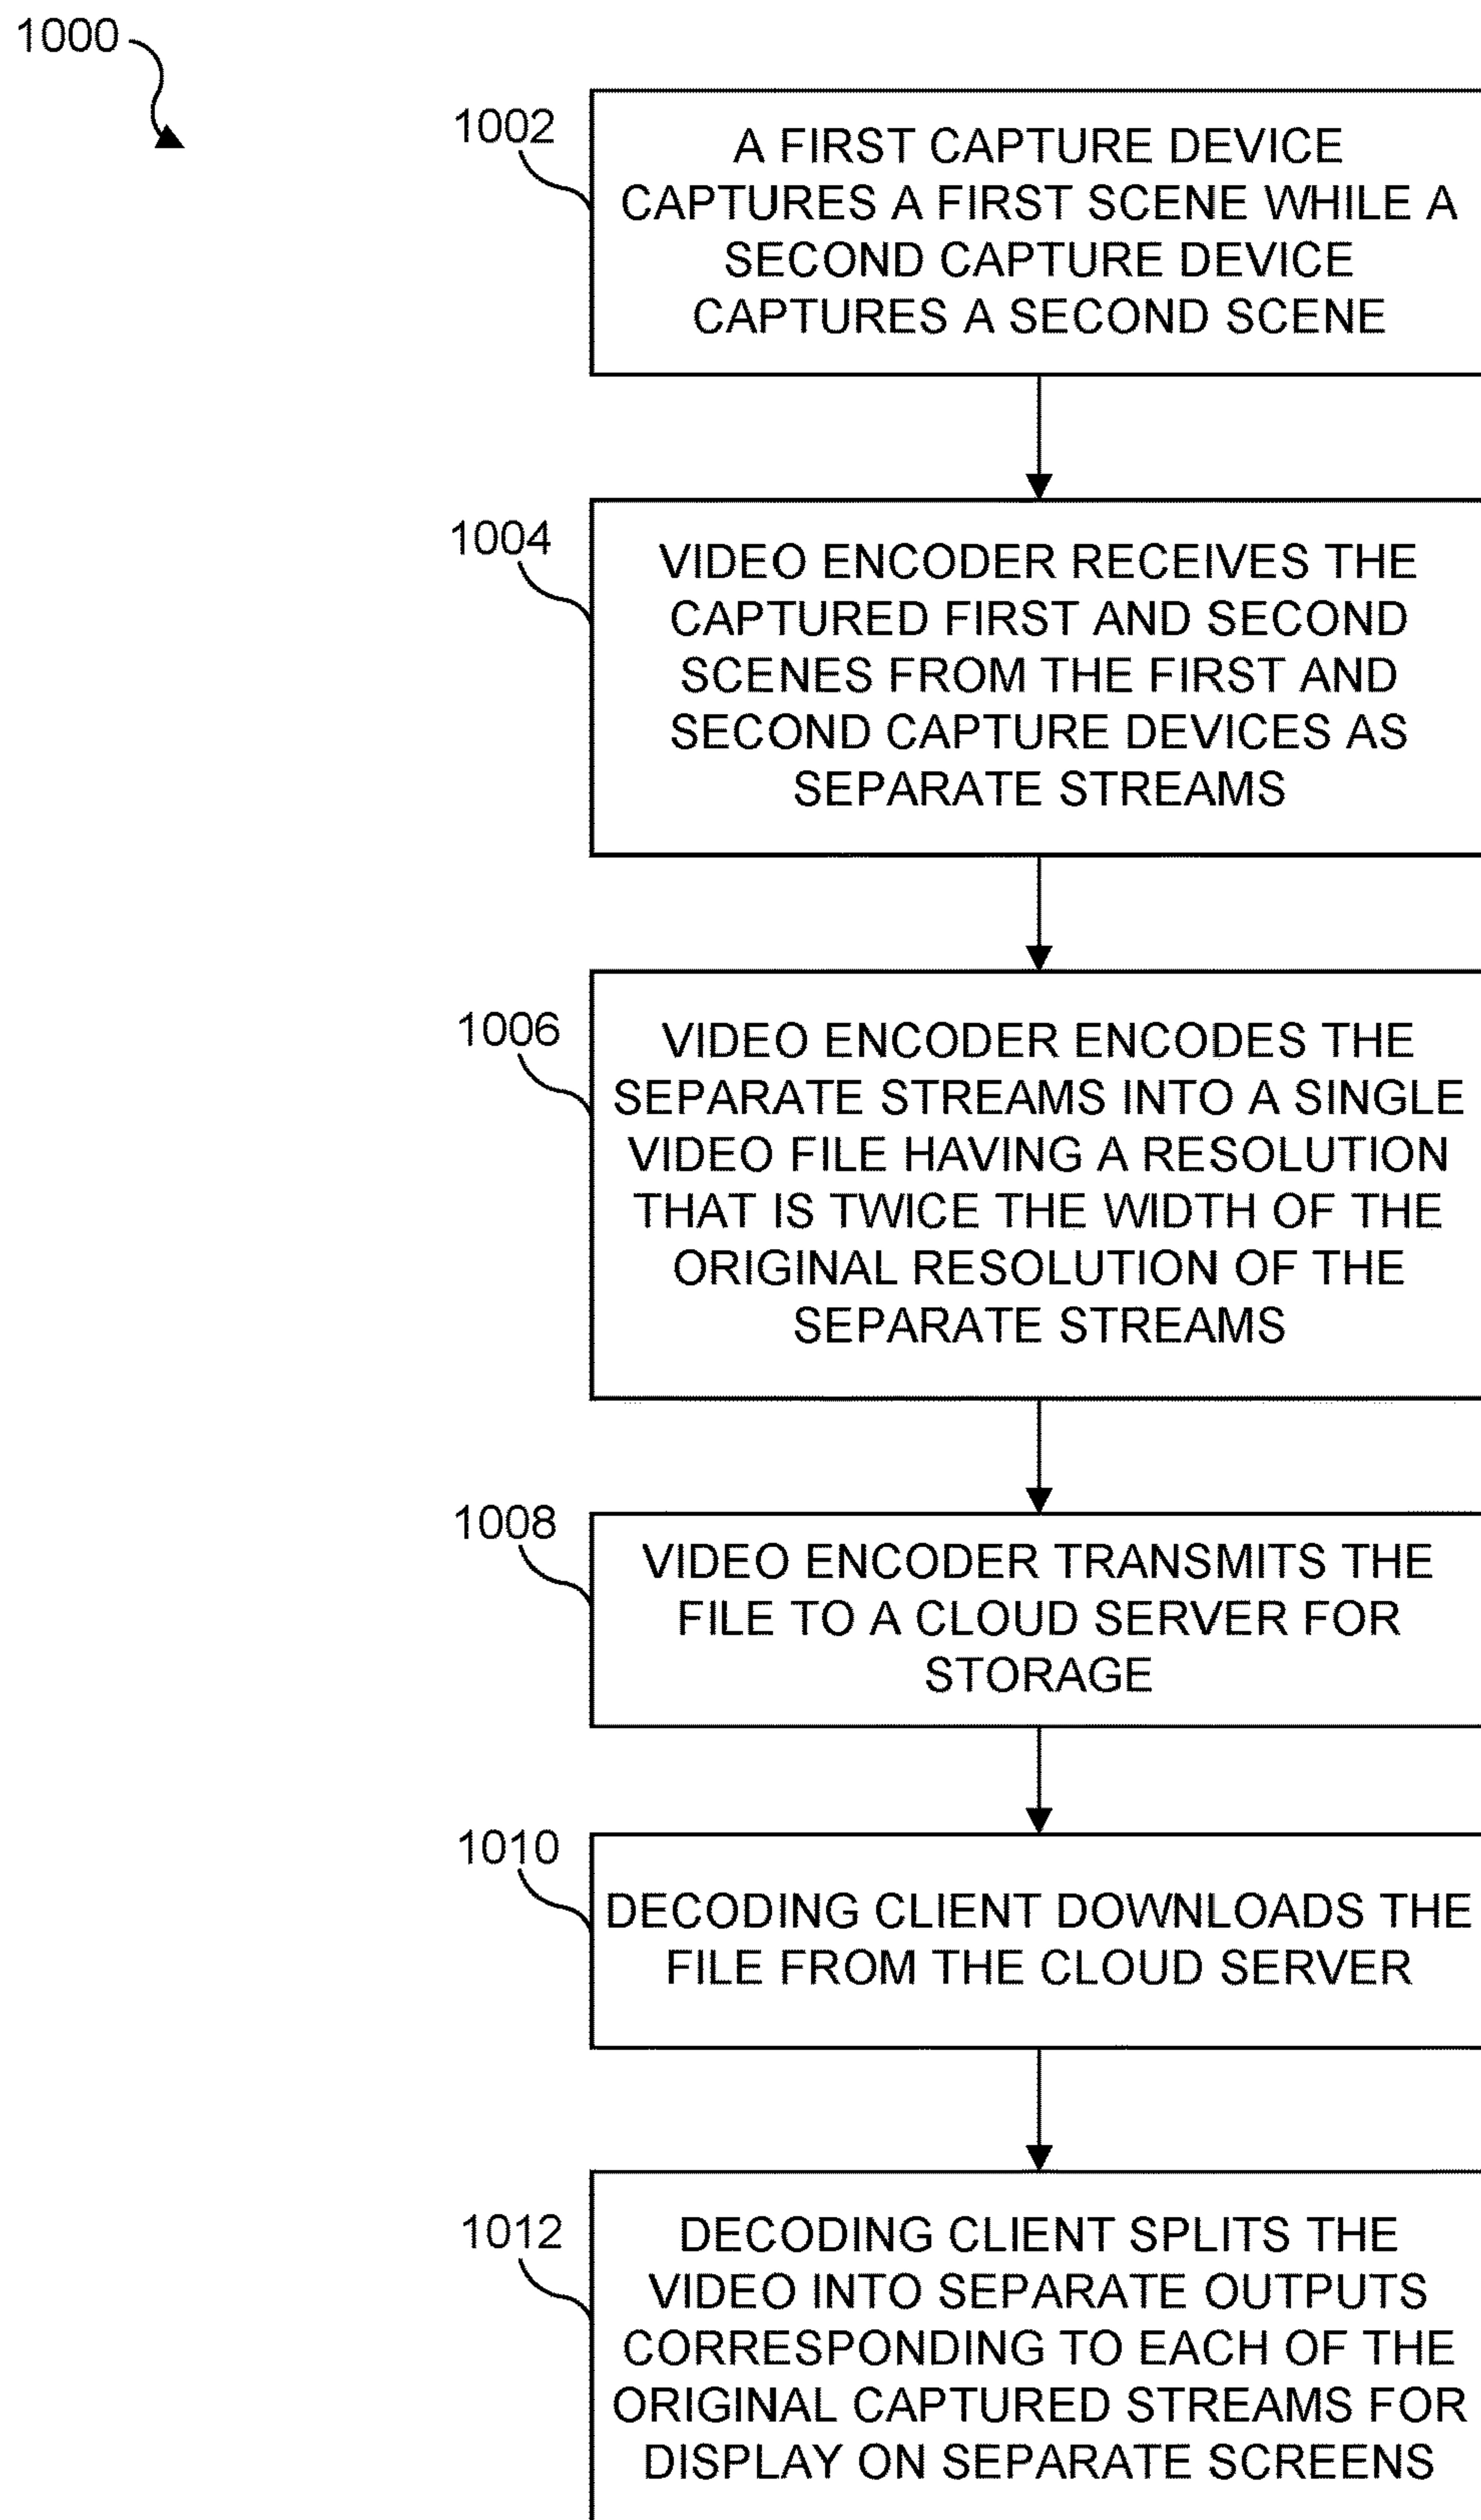 1000
1002
A FIRST CAPTURE DEVICE
CAPTURES A FIRST SCENE WHILE A
SECOND CAPTURE DEVICE
CAPTURES A SECOND SCENE
1004
VIDEO ENCODER RECEIVES THE
CAPTURED FIRST AND SECOND
SCENES FROM THE FIRST AND
SECOND CAPTURE DEVICES AS
SEPARATE STREAMS
1006
VIDEO ENCODER ENCODES THE
SEPARATE STREAMS INTO A SINGLE
VIDEO FILE HAVING A RESOLUTION
THAT IS TWICE THE WIDTH OF THE
ORIGINAL RESOLUTION OF THE
SEPARATE STREAMS
1008
VIDEO ENCODER TRANSMITS THE
FILE TO A CLOUD SERVER FOR
STORAGE
1010
DECODING CLIENT DOWNLOADS THE
FILE FROM THE CLOUD SERVER
1012
DECODING CLIENT SPLITS THE
VIDEO INTO SEPARATE OUTPUTS
CORRESPONDING TO EACH OF THE
ORIGINAL CAPTURED STREAMS FOR
DISPLAY ON SEPARATE SCREENS